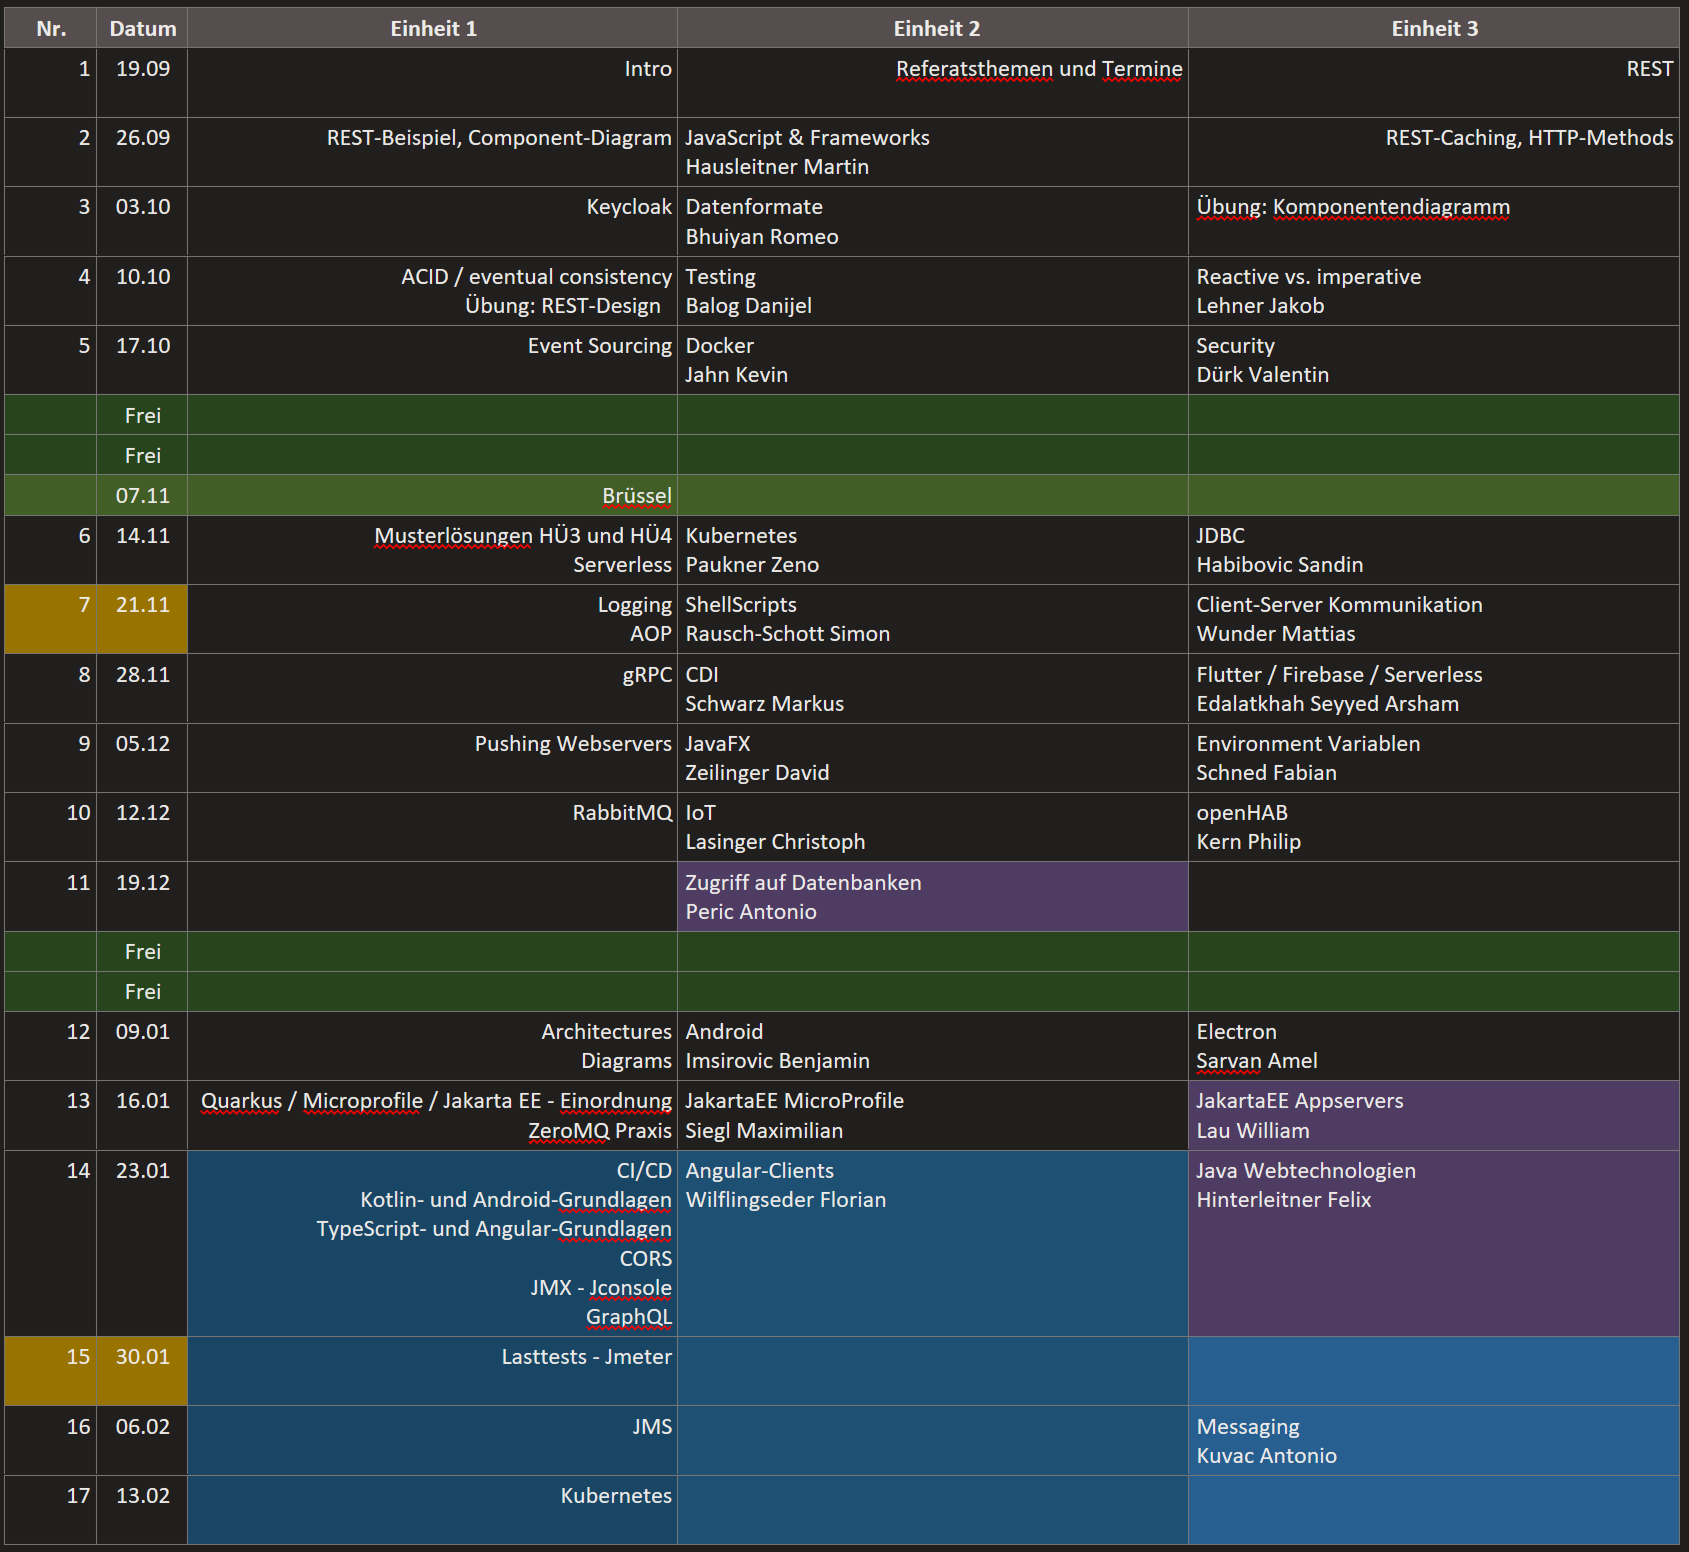 Nr. Datum Einheit 1 Einheit 2 Einheit 3
1 19.09 Intro Referatsthemen und Termine REST
2 26.09 REST-Beispiel, Component-Diagram JavaScript & Frameworks REST-Caching, HTTP-Methods
Hausleitner Martin
3 03.10 Keycloak Datenformate Übung: Komponentendiagramm
Bhuiyan Romeo
4 10.10 ACID / eventual consistency Testing Reactive vs. imperative
Übung: REST-Design Balog Danijel Lehner Jakob
5 17.10 Event Sourcing Docker Security
Jahn Kevin Dürk Valentin
Frei
Frei
07.11 Brüssel
6 14.11 Musterlösungen HÜ3 und HÜ4 Kubernetes JDBC
Serverless Paukner Zeno Habibovic Sandin
7 21.11 Logging ShellScripts Client-Server Kommunikation
AOP Rausch-Schott Simon Wunder Mattias
8 28.11 gRPC CDI Flutter / Firebase / Serverless
Schwarz Markus Edalatkhah Seyyed Arsham
9 05.12 Pushing Webservers JavaFX Environment Variablen
Zeilinger David Schned Fabian
10 12.12 RabbitMQ IoT openHAB
Lasinger Christoph Kern Philip
11 19.12 Zugriff auf Datenbanken
Peric Antonio
Frei
Frei
12 09.01 Architectures Android Electron
Diagrams Imsirovic Benjamin Sarvan Amel
13 16.01 Quarkus / Microprofile / Jakarta EE - Einordnung JakartaEE MicroProfile JakartaEE Appservers
ZeroMQ Praxis Siegl Maximilian Lau William
14 23.01 CI/CD Angular-Clients Java Webtechnologien
Kotlin- und Android-Grundlagen Wilflingseder Florian Hinterleitner Felix
TypeScript- und Angular-Grundlagen
CORS
JMX - Jconsole
GraphQL
15 30.01 Lasttests - Jmeter
16 06.02 JMS Messaging
Kuvac Antonio
17 13.02 Kubernetes